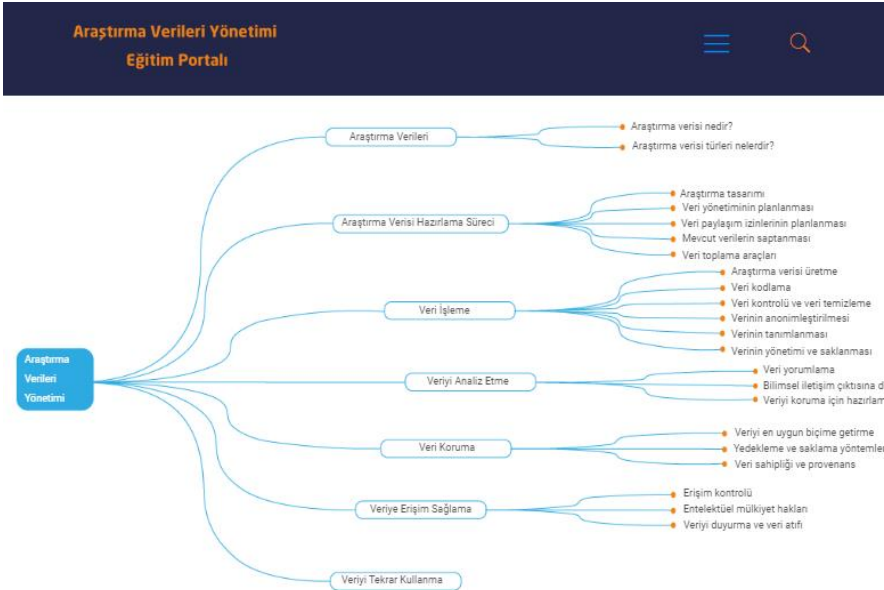 Araştırma Verileri Yönetimi
Eğitim Portalı
Araştırma Verileri
Araştırma verisi nedir?
Araştırma verisi türleri nelerdir?
Araştırma Verisi Hazırlama Süreci
Araştırma tasarımı
Veri yönetiminin planlanması
Veri paylaşım izinlerinin planlanması
Mevcut verilerin saptanması
Veri toplama araçları
Veri İşleme
Araştırma verisi üretme
Veri kodlama
Veri kontrolü ve veri temizleme
Verinin anonimleştirilmesi
Verinin tanımlanması
Verinin yönetimi ve saklanması
Araştırma
Verileri
Yönetimi
Veriyi Analiz Etme
Veri yorumlama
Bilimsel iletişim çıktısına
Veriyi koruma için
Veri Koruma
Veriyi en uygun biçime getirme
Yedekleme ve saklama
Veri sahipliği ve provenans
Veriye Erişim Sağlama
Erişim kontrolü
Entelektüel mülkiyet hakları
Veriyi duyurma ve veri atıfı
Veriyi Tekrar Kullanma